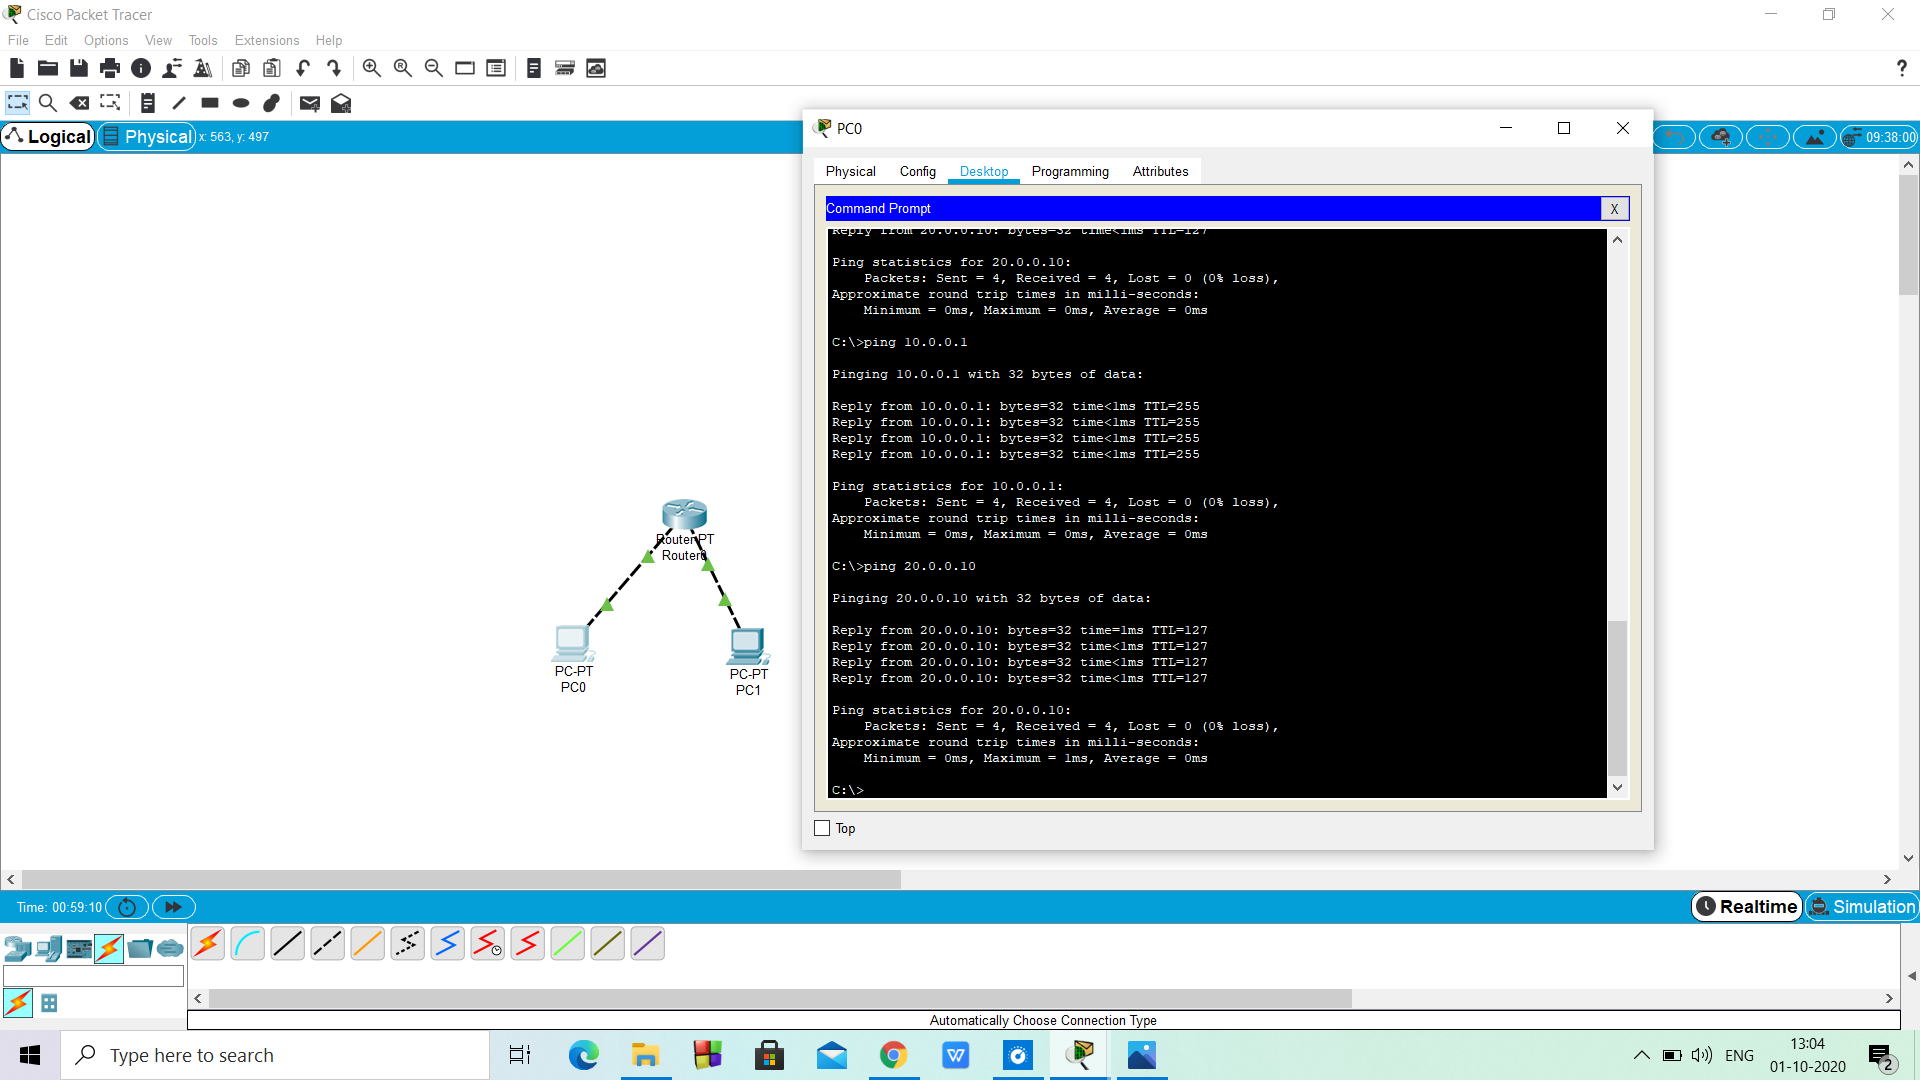 Cisco Packet Tracer
File Edit Options View Tools Extensions Help
?
Logical Physical x: 563, y: 497
09:38:00
PC0
Physical Config Desktop Programming Attributes
Command Prompt X
Reply from 20.0.0.10: bytes=32 time<1ms TTL=127
Ping statistics for 20.0.0.10:
Packets: Sent = 4, Received = 4, Lost = 0 (0% loss),
Approximate round trip times in milli-seconds:
Minimum = 0ms, Maximum = 0ms, Average = 0ms
C:\>ping 10.0.0.1
Pinging 10.0.0.1 with 32 bytes of data:
Reply from 10.0.0.1: bytes=32 time<1ms TTL=255
Reply from 10.0.0.1: bytes=32 time<1ms TTL=255
Reply from 10.0.0.1: bytes=32 time<1ms TTL=255
Reply from 10.0.0.1: bytes=32 time<1ms TTL=255
Ping statistics for 10.0.0.1:
Packets: Sent = 4, Received = 4, Lost = 0 (0% loss),
Approximate round trip times in milli-seconds:
Minimum = 0ms, Maximum = 0ms, Average = 0ms
C:\>ping 20.0.0.10
Pinging 20.0.0.10 with 32 bytes of data:
Reply from 20.0.0.10: bytes=32 time=1ms TTL=127
Reply from 20.0.0.10: bytes=32 time<1ms TTL=127
Reply from 20.0.0.10: bytes=32 time<1ms TTL=127
Reply from 20.0.0.10: bytes=32 time<1ms TTL=127
Ping statistics for 20.0.0.10:
Packets: Sent = 4, Received = 4, Lost = 0 (0% loss),
Approximate round trip times in milli-seconds:
Minimum = 0ms, Maximum = 1ms, Average = 0ms
C:\>
Top
Router-PT
Router0
PC-PT
PC0
PC-PT
PC1
Time: 00:59:10
Realtime Simulation
Automatically Choose Connection Type
Type here to search
ENG
13:04
01-10-2020
2